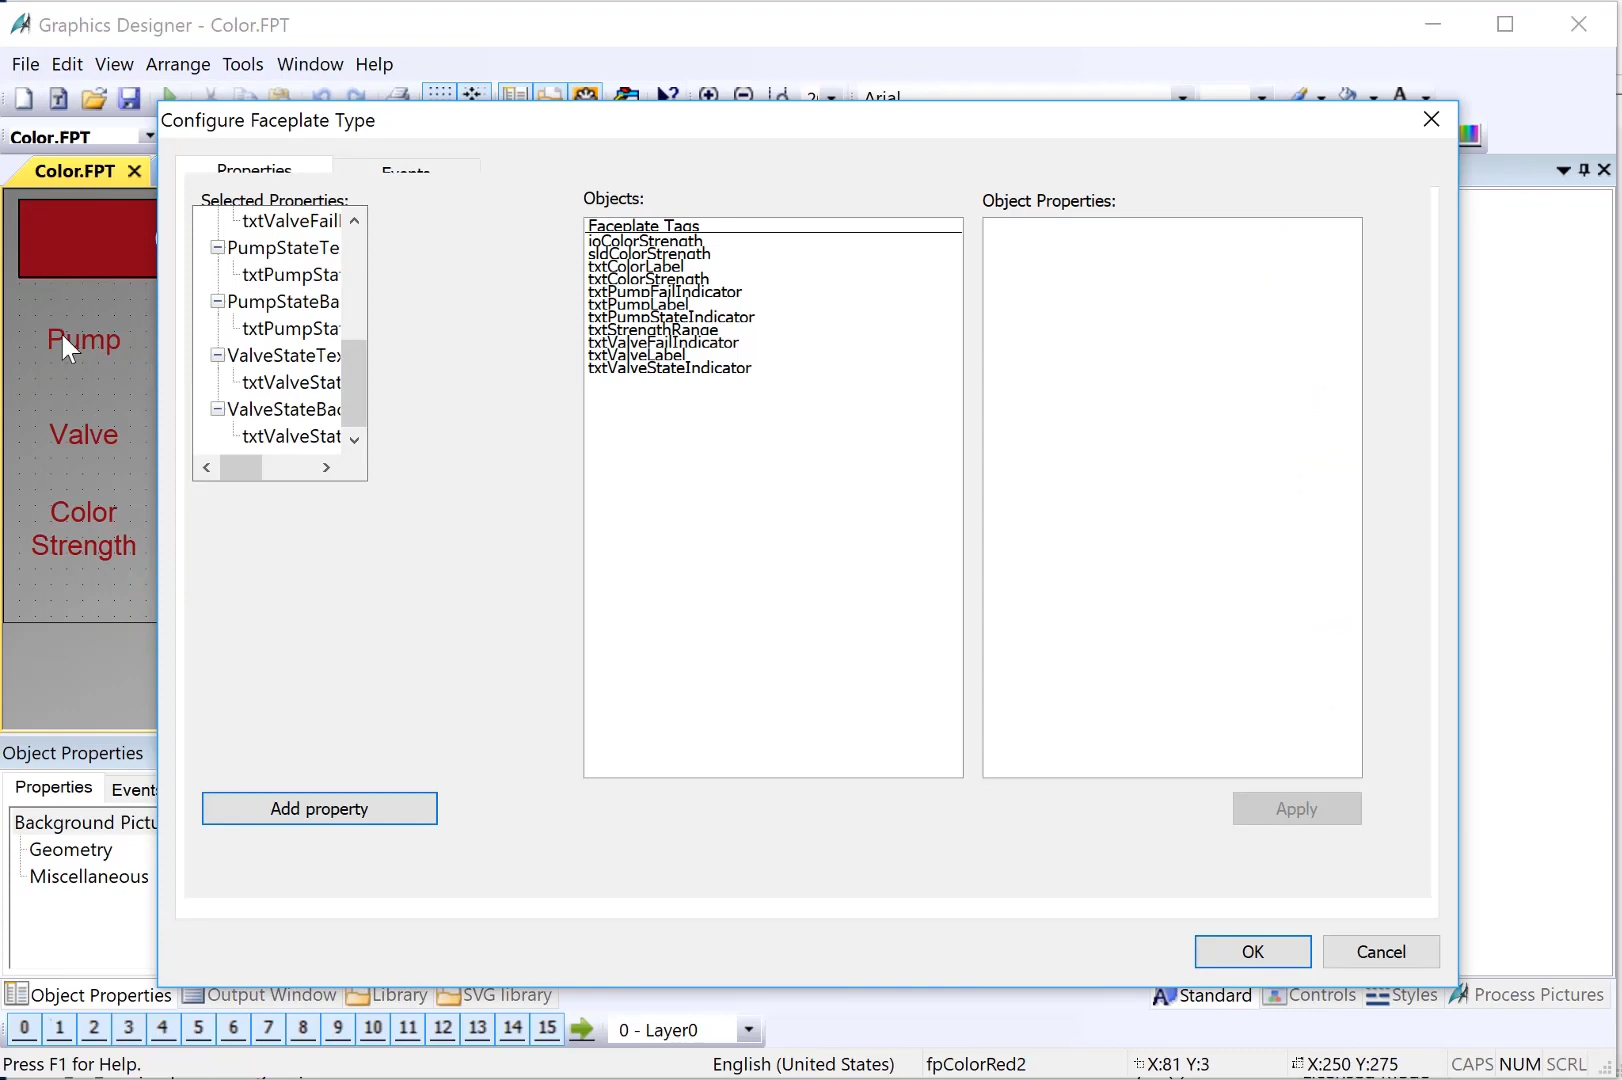 Graphics Designer - Color.FPT
File Edit View Arrange Tools Window Help
Arial
Color.FPT
Configure Faceplate Type
Color.FPT
Properties Events
Selected Properties:
txtValveFail
PumpStateTe
txtPumpSta
PumpStateBa
txtPumpSta
ValveStateTex
txtValveStat
ValveStateBac
txtValveStat
Add property
Objects:
Faceplate Tags
ioColorStrength
sldColorStrength
txtColorLabel
txtColorStrength
txtPumpFailIndicator
txtPumpLabel
txtPumpStateIndicator
txtStrengthRange
txtValveFailIndicator
txtValveLabel
txtValveStateIndicator
Object Properties:
Apply
OK Cancel
Pump
Valve
Color
Strength
Object Properties
Properties Events
Background Pictu
Geometry
Miscellaneous
Object Properties Output Window Library SVG library
Standard Controls Styles Process Pictures
0 1 2 3 4 5 6 7 8 9 10 11 12 13 14 15 0 - Layer0
Press F1 for Help. English (United States) fpColorRed2 X:81 Y:3 X:250 Y:275 CAPS NUM SCRL